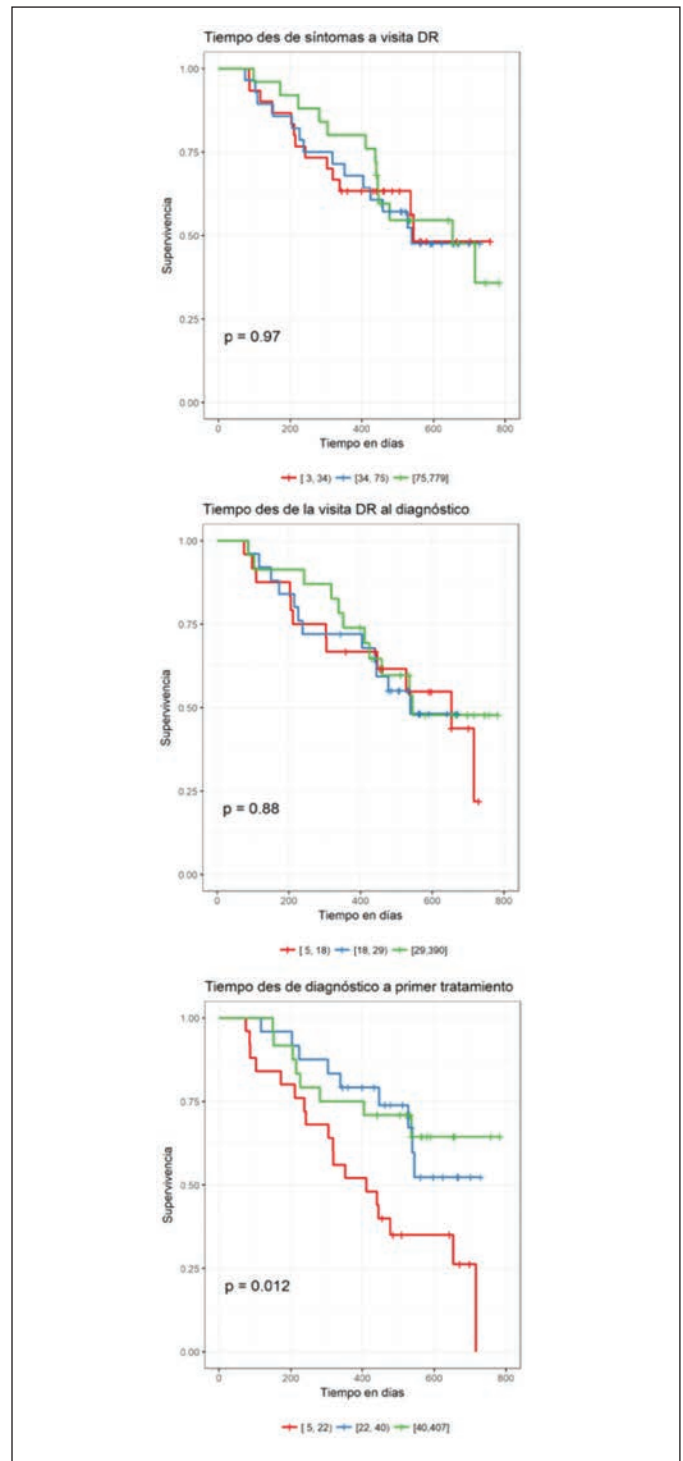 Tiempo des de síntomas a visita DR
1.00
0.75
0.50
0.25
0.00
Supervivencia
p = 0.97
0 200 400 600 800
Tiempo en días
[ 3, 34) [34, 75) [75,779]
Tiempo des de la visita DR al diagnóstico
1.00
0.75
0.50
0.25
0.00
Supervivencia
p = 0.88
0 200 400 600 800
Tiempo en días
[ 5, 18) [18, 29) [29,390]
Tiempo des de diagnóstico a primer tratamiento
1.00
0.75
0.50
0.25
0.00
Supervivencia
p = 0.012
0 200 400 600 800
Tiempo en días
[ 5, 22) [22, 40) [40,407]